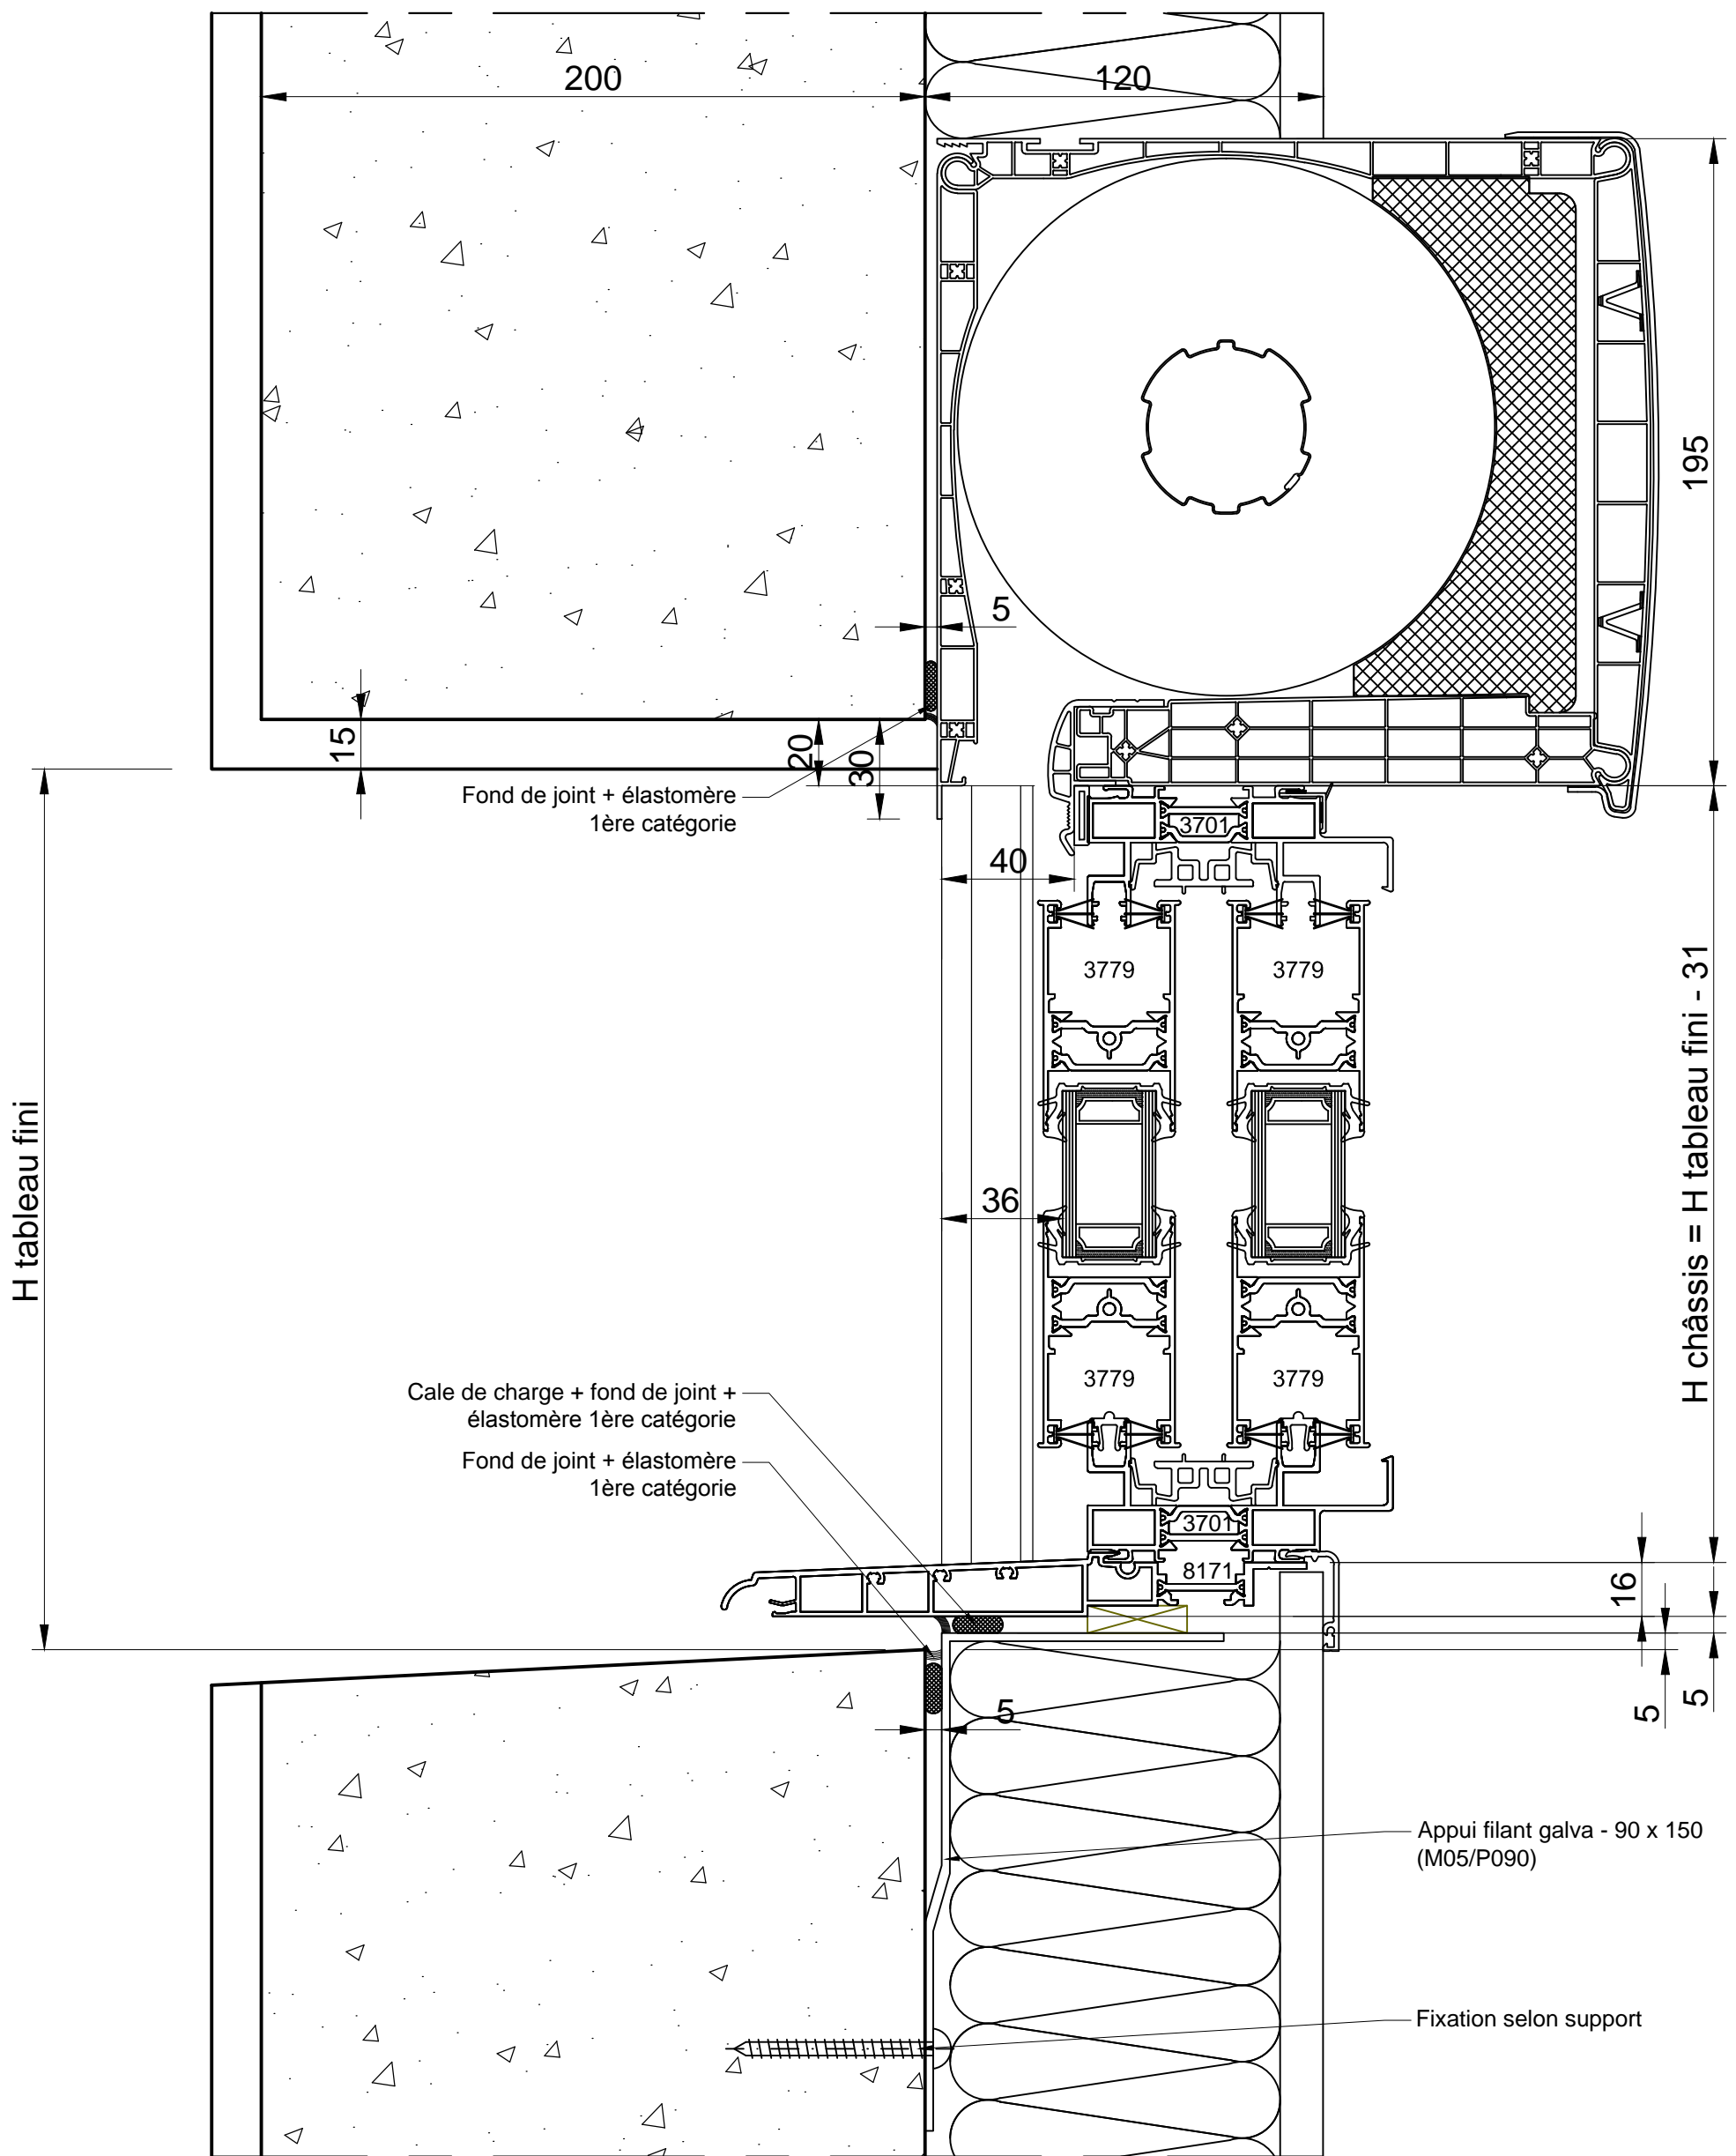 200
120
195
5
15
20
30
Fond de joint + élastomère
1ère catégorie
3701
40
3779
3779
H tableau fini
H châssis = H tableau fini - 31
36
Cale de charge + fond de joint +
élastomère 1ère catégorie
3779
3779
Fond de joint + élastomère
1ère catégorie
3701
8171
16
5
5
5
Appui filant galva - 90 x 150
(M05/P090)
Fixation selon support